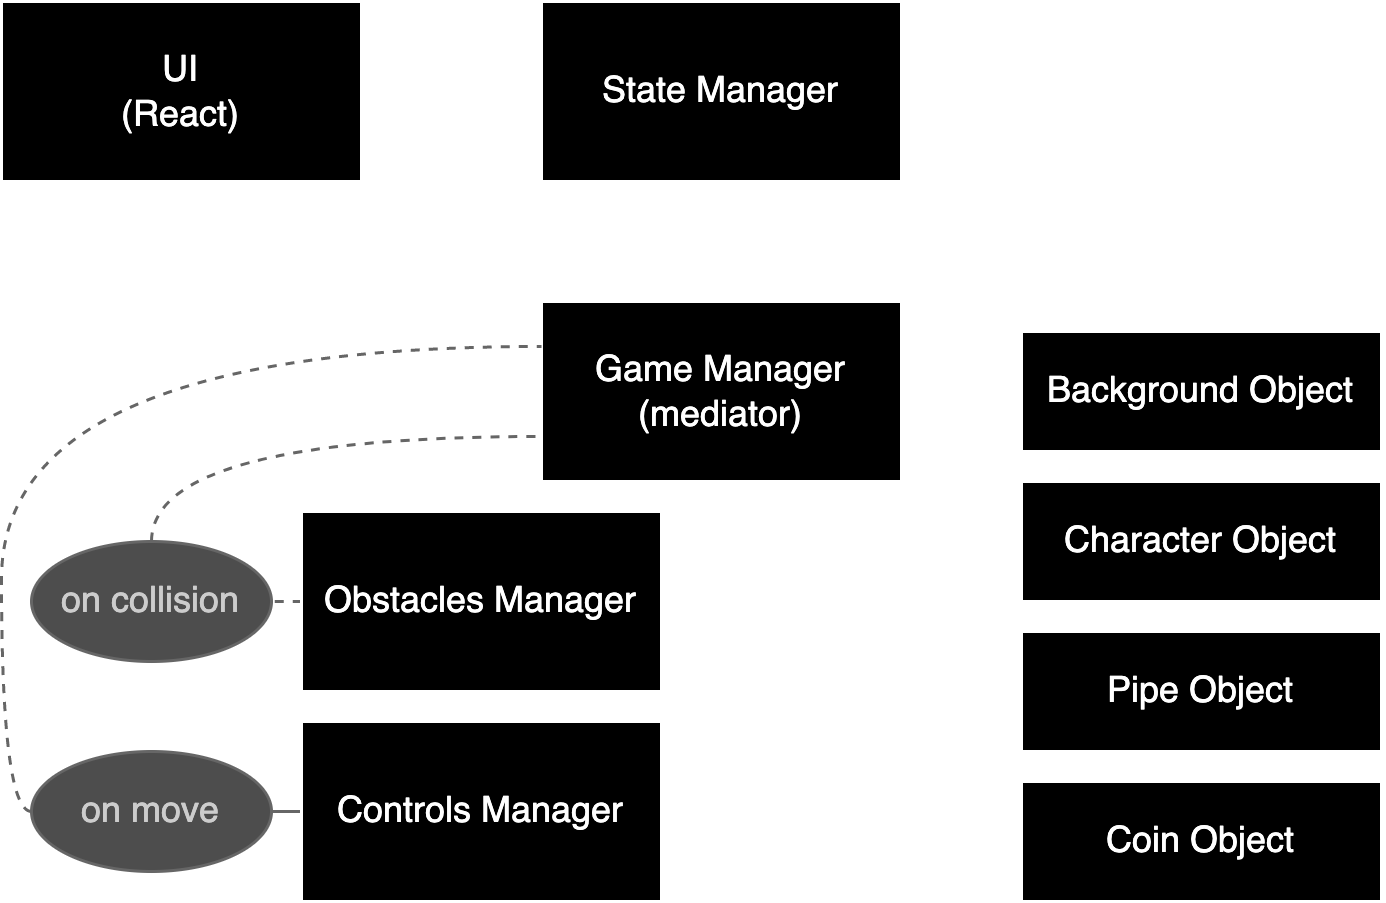 UI
(React)
State Manager
Game Manager
(mediator)
Background Object
Character Object
on collision
Obstacles Manager
Pipe Object
on move
Controls Manager
Coin Object